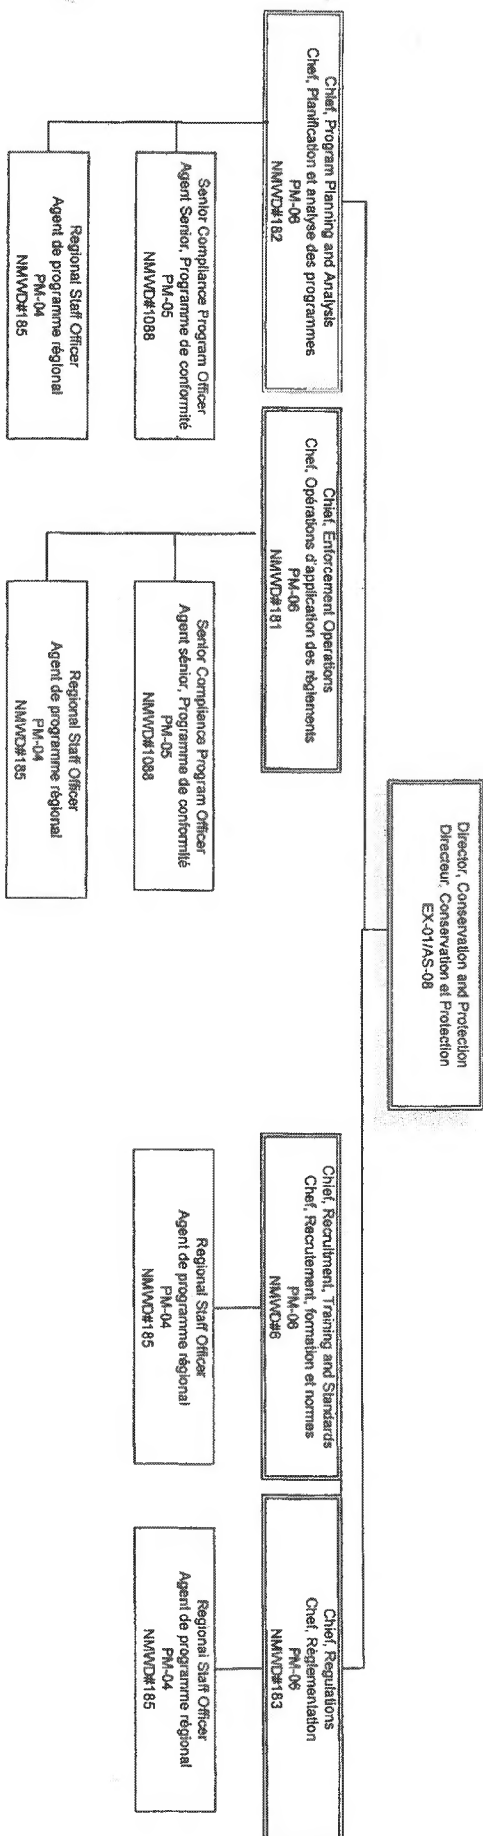 Director, Conservation and Protection
Directeur, Conservation et Protection
EX-01/AS-08
Chief, Program Planning and Analysis
Chef, Planification et analyse des programmes
PM-06
NMWD#182
Chief, Enforcement Operations
Chef, Opérations d'application des règlements
PM-06
NMWD#181
Chief, Recruitment, Training and Standards
Chef, Recrutement, formation et normes
PM-06
NMWD#6
Chief, Regulations
Chef, Règlementation
PM-06
NMWD#183
Senior Compliance Program Officer
Agent Senior, Programme de conformité
PM-05
NMWD#1088
Senior Compliance Program Officer
Agent sénior, Programme de conformité
PM-05
NMWD#1088
Regional Staff Officer
Agent de programme régional
PM-04
NMWD#185
Regional Staff Officer
Agent de programme régional
PM-04
NMWD#185
Regional Staff Officer
Agent de programme régional
PM-04
NMWD#185
Regional Staff Officer
Agent de programme régional
PM-04
NMWD#185